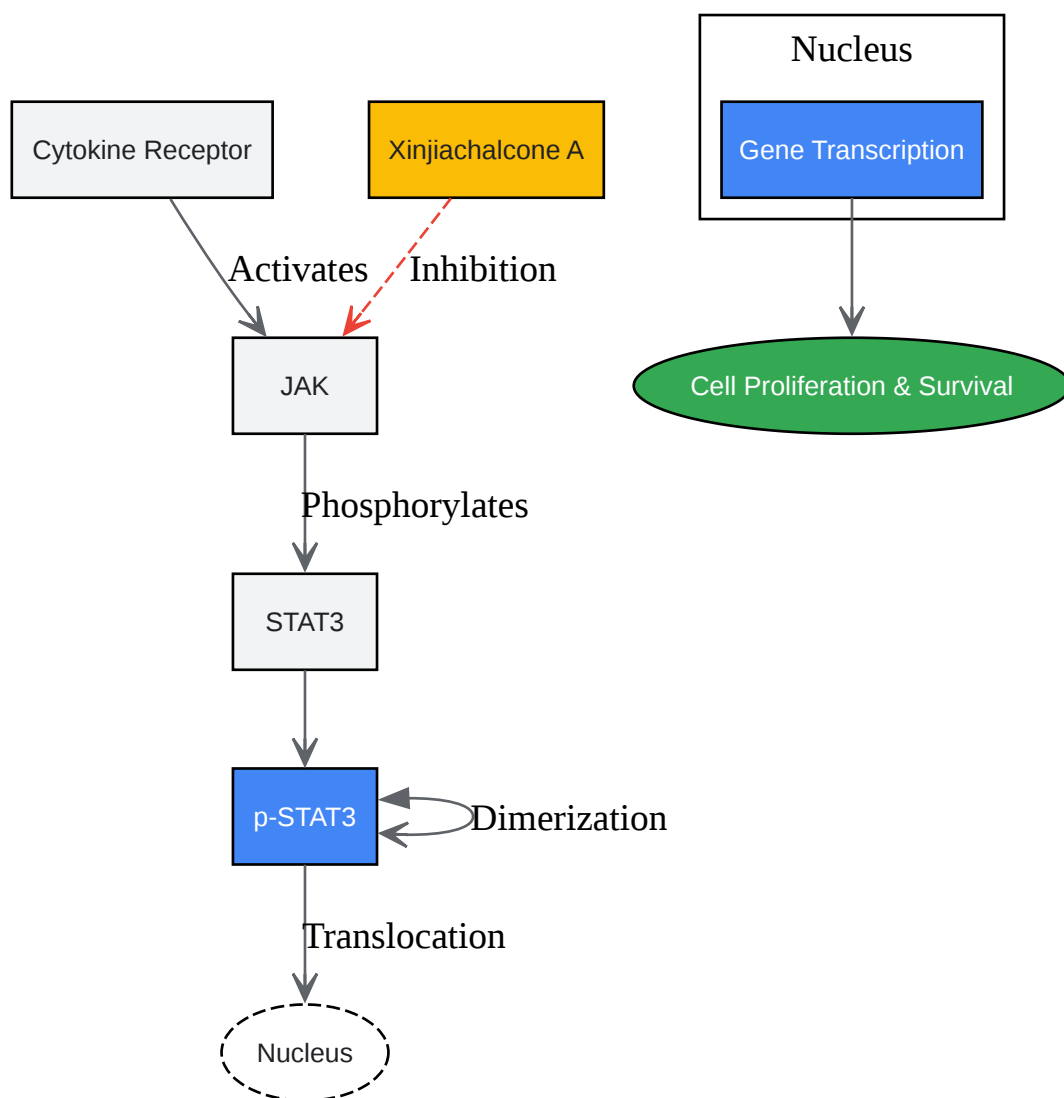 Nucleus
Cytokine Receptor
Xinjiachalcone A
Gene Transcription
Activates
Inhibition
JAK
Cell Proliferation & Survival
Phosphorylates
STAT3
p-STAT3
Dimerization
Translocation
Nucleus